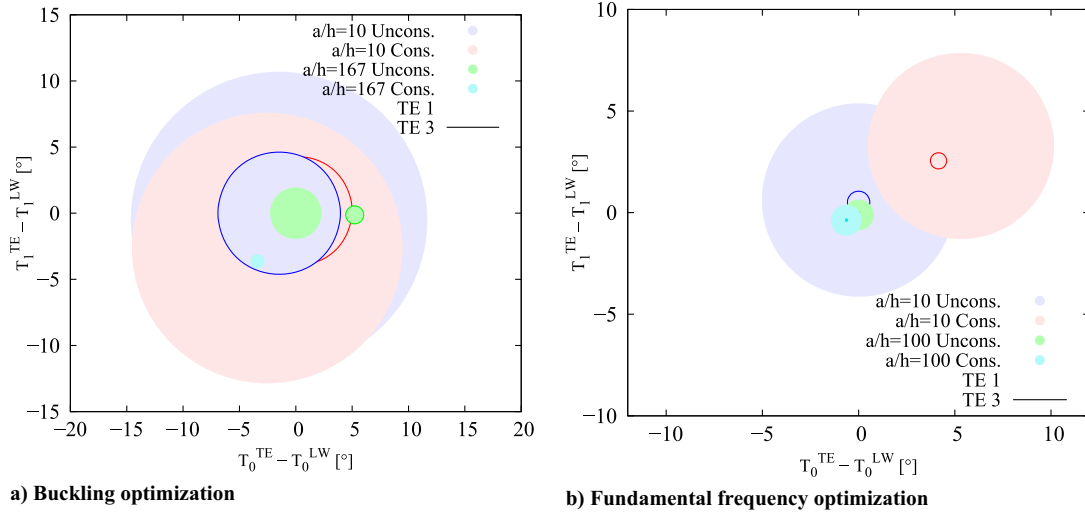 15
10
5
0
−5
−10
−15
−20
−15
−10
−5
0
5
10
15
20
T₁ᵀᴱ − T₁ᴸᵂ [°]
T₀ᵀᴱ − T₀ᴸᵂ [°]
a/h=10 Uncons.
a/h=10 Cons.
a/h=167 Uncons.
a/h=167 Cons.
TE 1
TE 3
a) Buckling optimization
10
5
0
−5
−10
−10
−5
0
5
10
T₁ᵀᴱ − T₁ᴸᵂ [°]
T₀ᵀᴱ − T₀ᴸᵂ [°]
a/h=10 Uncons.
a/h=10 Cons.
a/h=100 Uncons.
a/h=100 Cons.
TE 1
TE 3
b) Fundamental frequency optimization